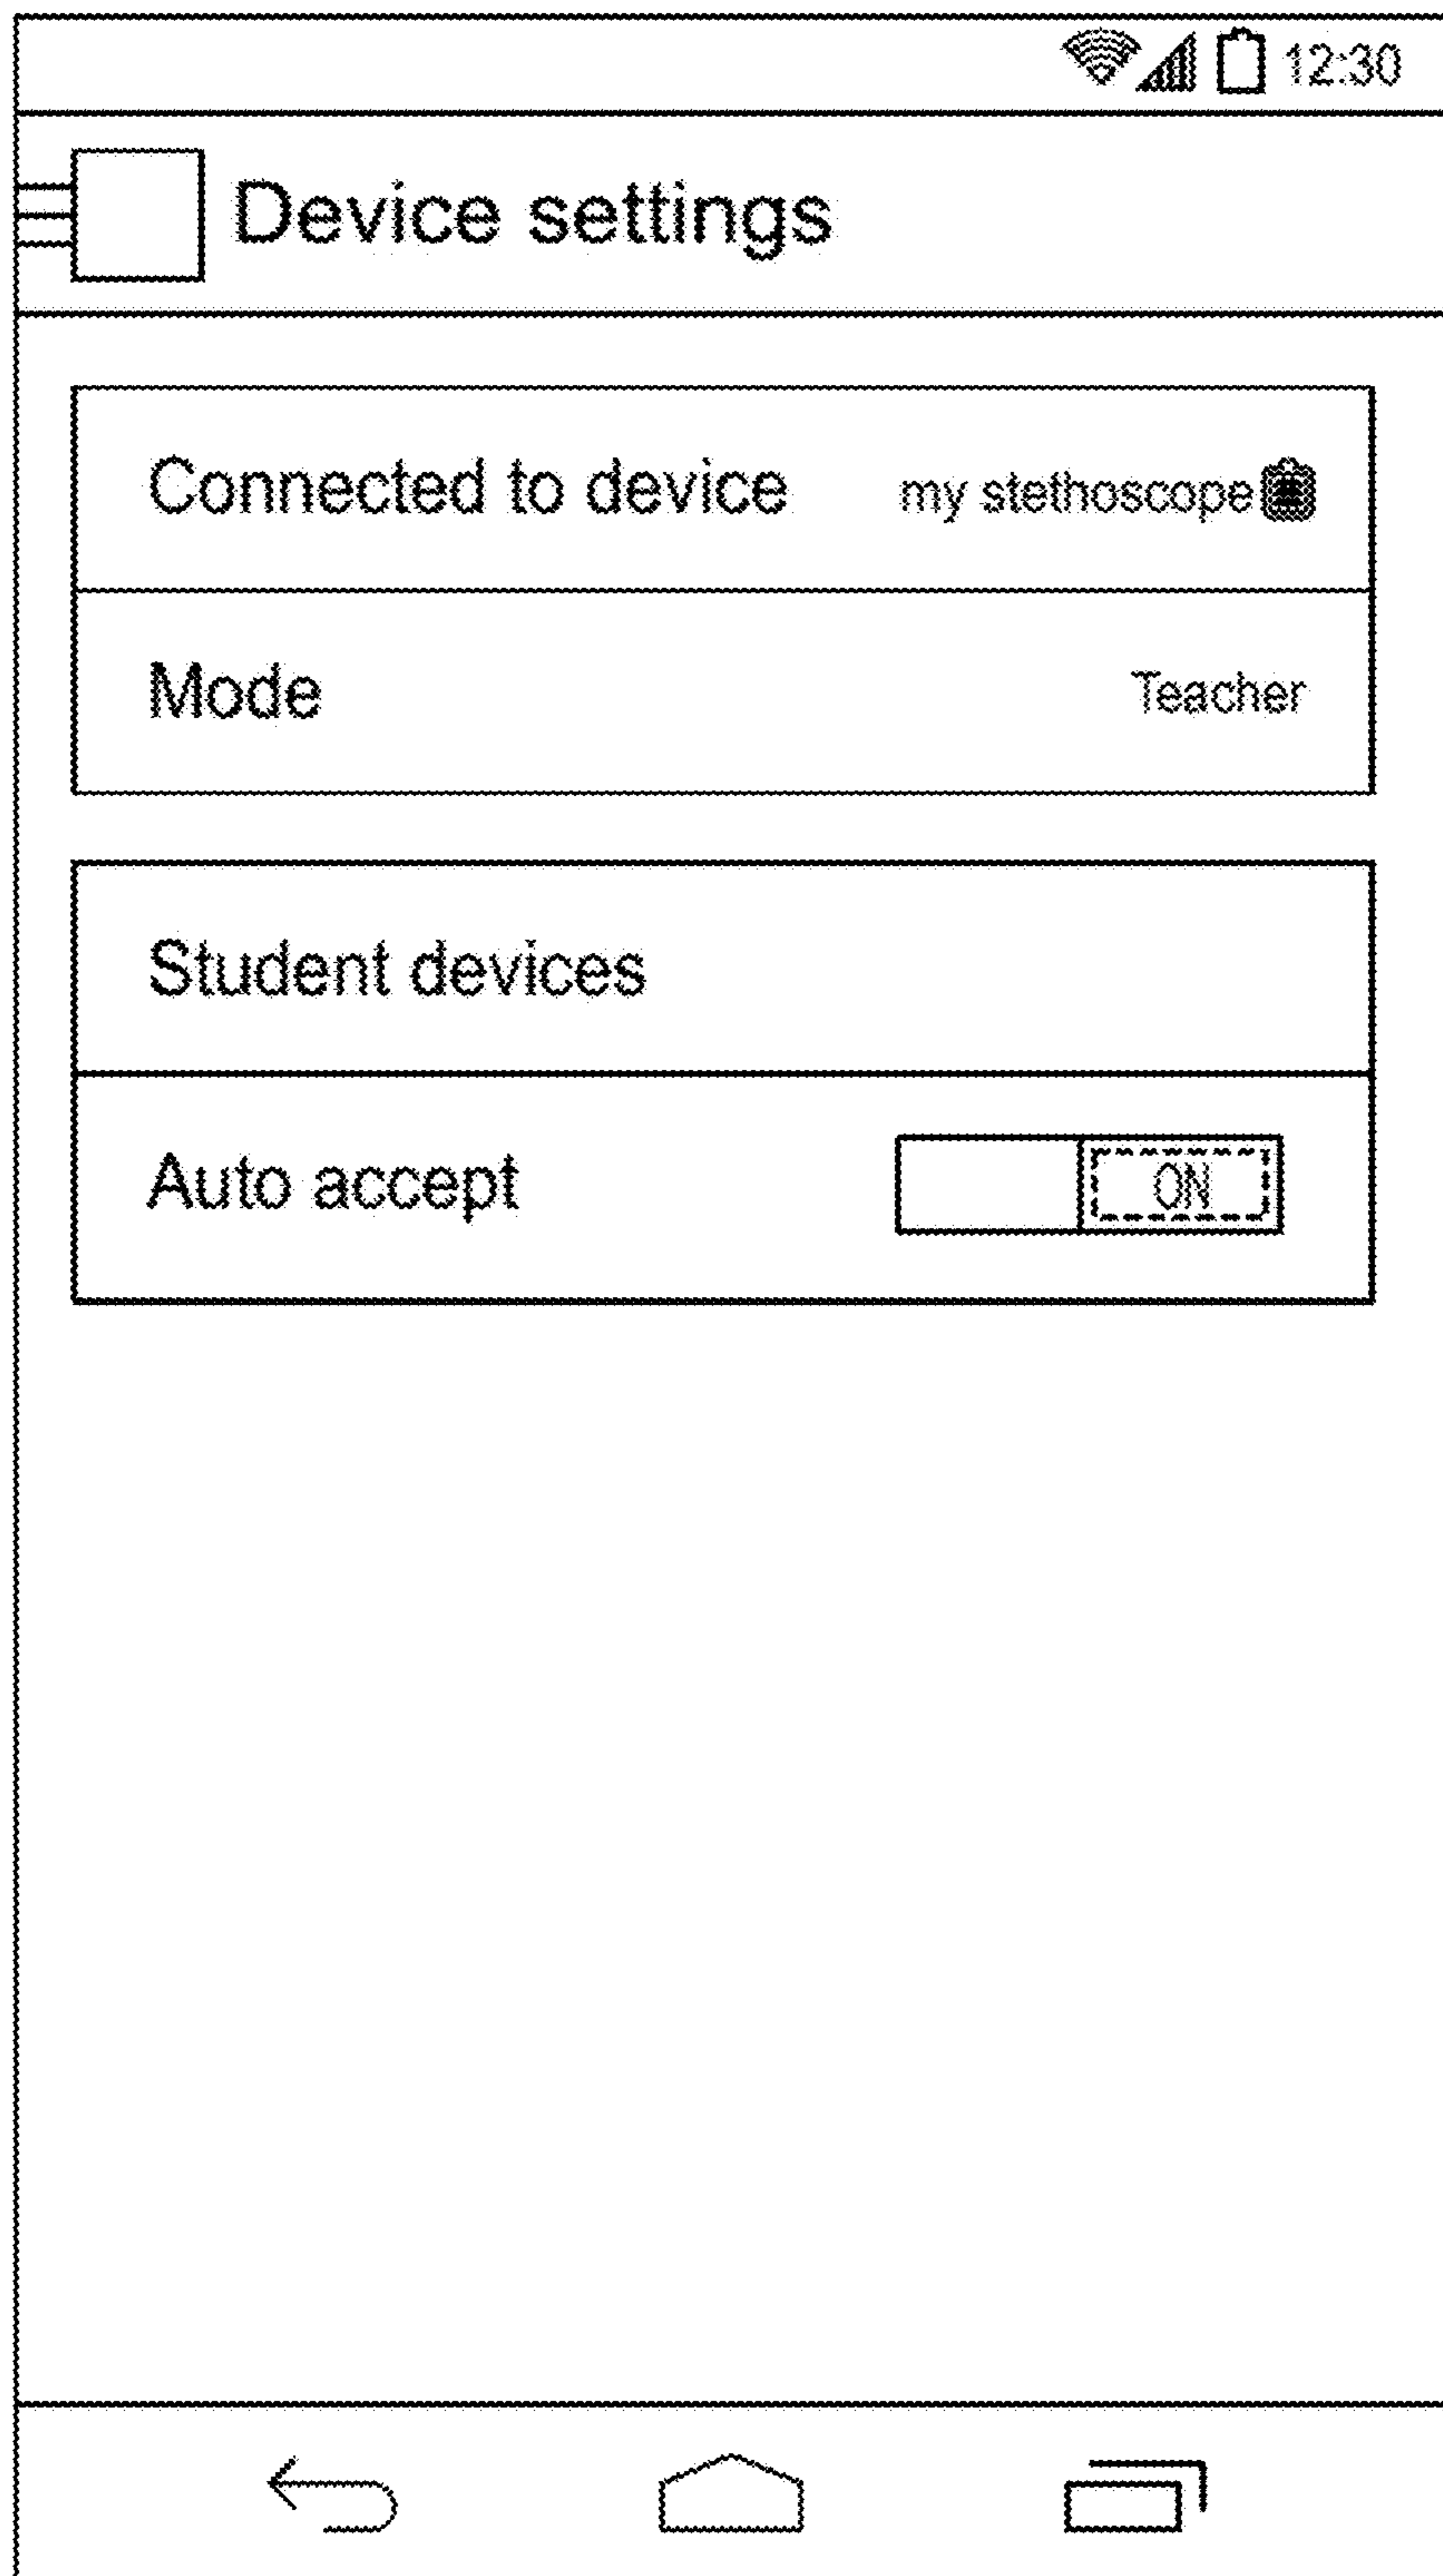 12:30
Device settings
Connected to device my stethoscope
Mode Teacher
Student devices
Auto accept ON